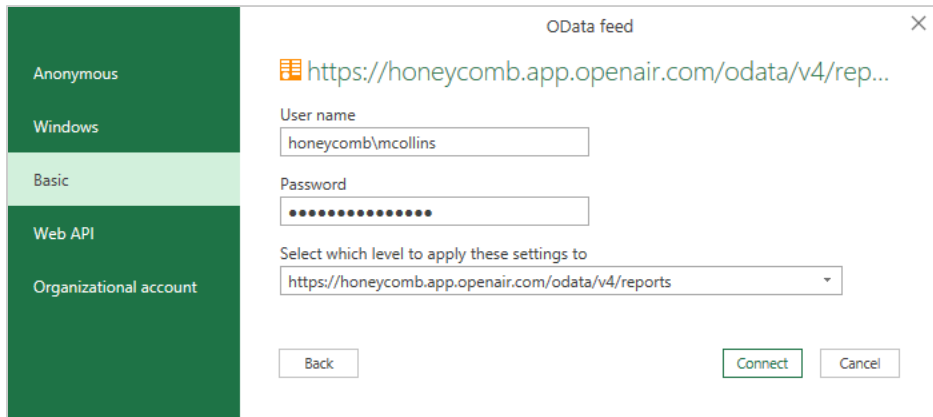 OData feed
Anonymous
Windows
Basic
Web API
Organizational account
https://honeycomb.app.openair.com/odata/v4/rep...
User name
honeycomb\mcollins
Password
●●●●●●●●●●●●●●●
Select which level to apply these settings to
https://honeycomb.app.openair.com/odata/v4/reports
Back
Connect
Cancel